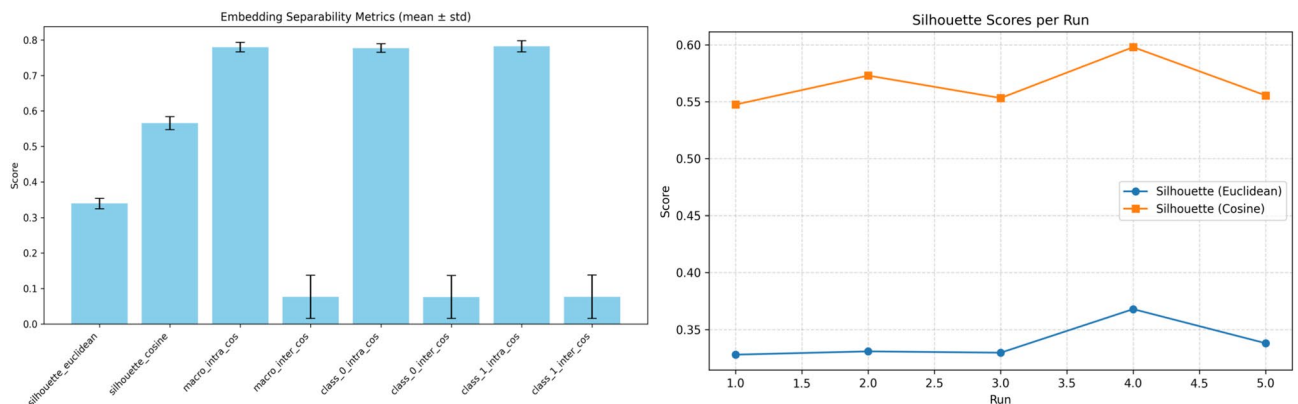 Embedding Separability Metrics (mean ± std)
0.8
0.7
0.6
0.5
0.4
0.3
0.2
0.1
0.0
Score
silhouette_euclidean
silhouette_cosine
macro_intra_cos
macro_inter_cos
class_0_intra_cos
class_0_inter_cos
class_1_intra_cos
class_1_inter_cos
Silhouette Scores per Run
0.60
0.55
0.50
0.45
0.40
0.35
Score
Silhouette (Euclidean)
Silhouette (Cosine)
1.0 1.5 2.0 2.5 3.0 3.5 4.0 4.5 5.0
Run